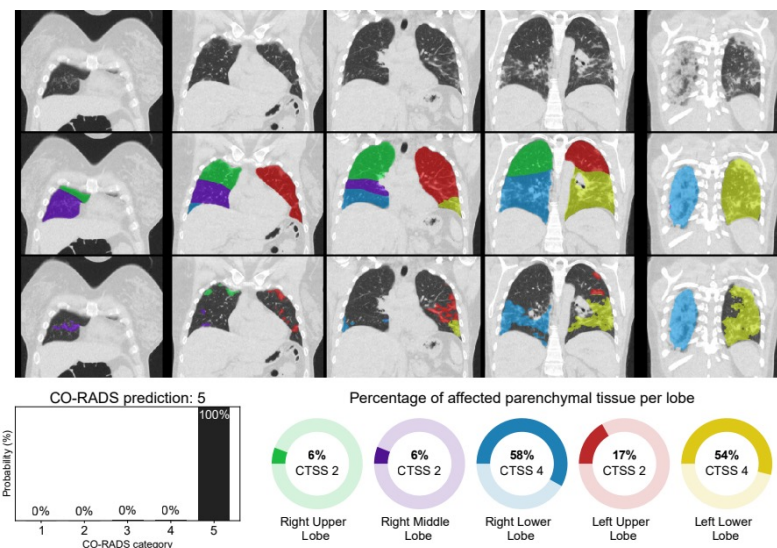 CO-RADS prediction: 5
Probability (%)
100%
0%
0%
0%
0%
1
2
3
4
5
CO-RADS category
Percentage of affected parenchymal tissue per lobe
6%
CTSS 2
Right Upper
Lobe
6%
CTSS 2
Right Middle
Lobe
58%
CTSS 4
Right Lower
Lobe
17%
CTSS 2
Left Upper
Lobe
54%
CTSS 4
Left Lower
Lobe